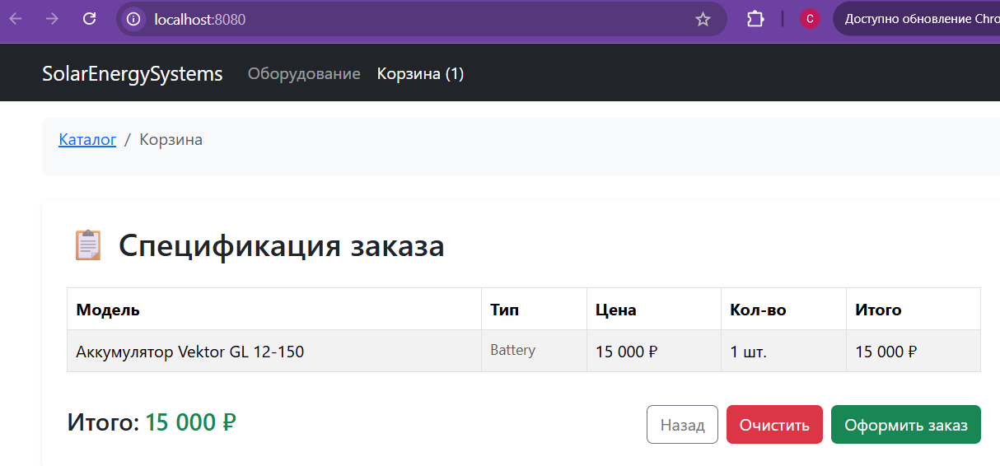 localhost:8080
C
Доступно обновление Chro
SolarEnergySystems Оборудование Корзина (1)
Каталог / Корзина
Спецификация заказа
Модель Тип Цена Кол-во Итого
Аккумулятор Vektor GL 12-150 Battery 15 000 ₽ 1 шт. 15 000 ₽
Итого: 15 000 ₽ Назад Очистить Оформить заказ